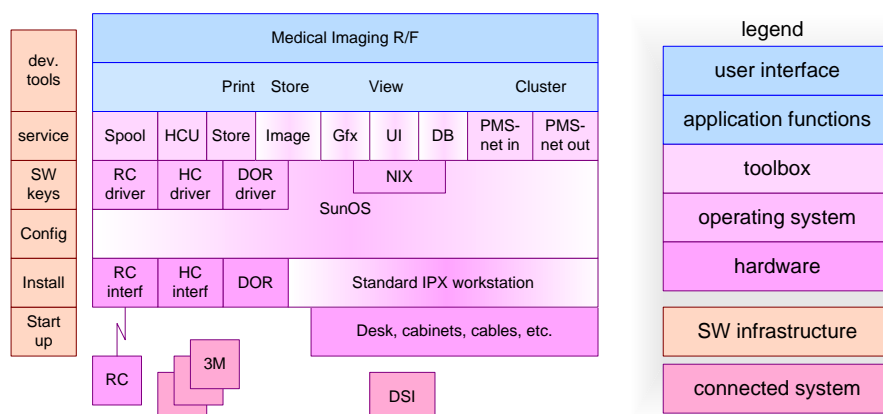 legend
Medical Imaging R/F
Print Store View Cluster
Spool
HCU
Store
Image
Gfx
UI
DB
PMS-
net in
PMS-
net out
RC
driver
HC
driver
DOR
driver
NIX
SunOS
RC
interf
HC
interf
DOR
Standard IPX workstation
Desk, cabinets, cables, etc.
RC
3M
DSI
dev.
tools
service
SW
keys
Config
Install
Start
up
user interface
application functions
toolbox
operating system
hardware
SW infrastructure
connected system